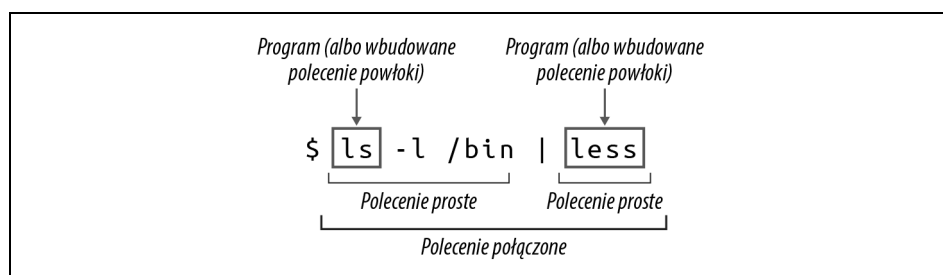 Program (albo wbudowane
polecenie powłoki)
Program (albo wbudowane
polecenie powłoki)
$ ls -l /bin | less
Polecenie proste
Polecenie proste
Polecenie połączone